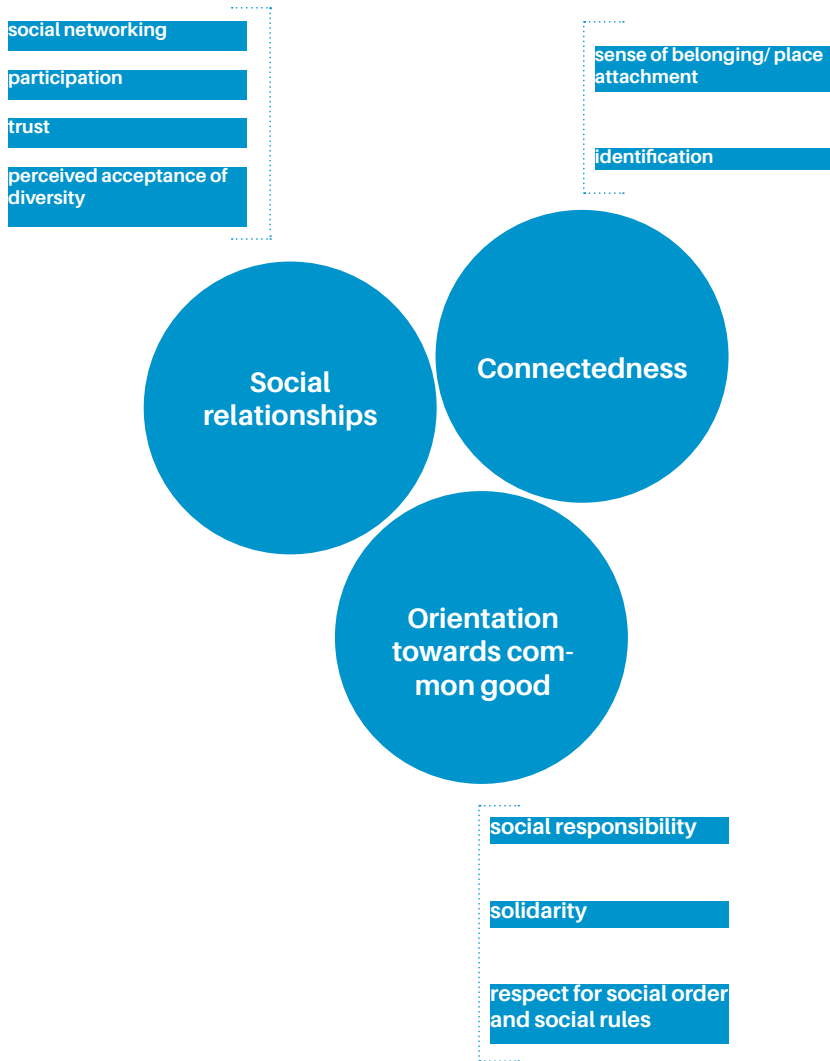 social networking
participation
trust
perceived acceptance of
diversity
sense of belonging/ place
attachment
identification
Social
relationships
Connectedness
Orientation
towards com-
mon good
social responsibility
solidarity
respect for social order
and social rules